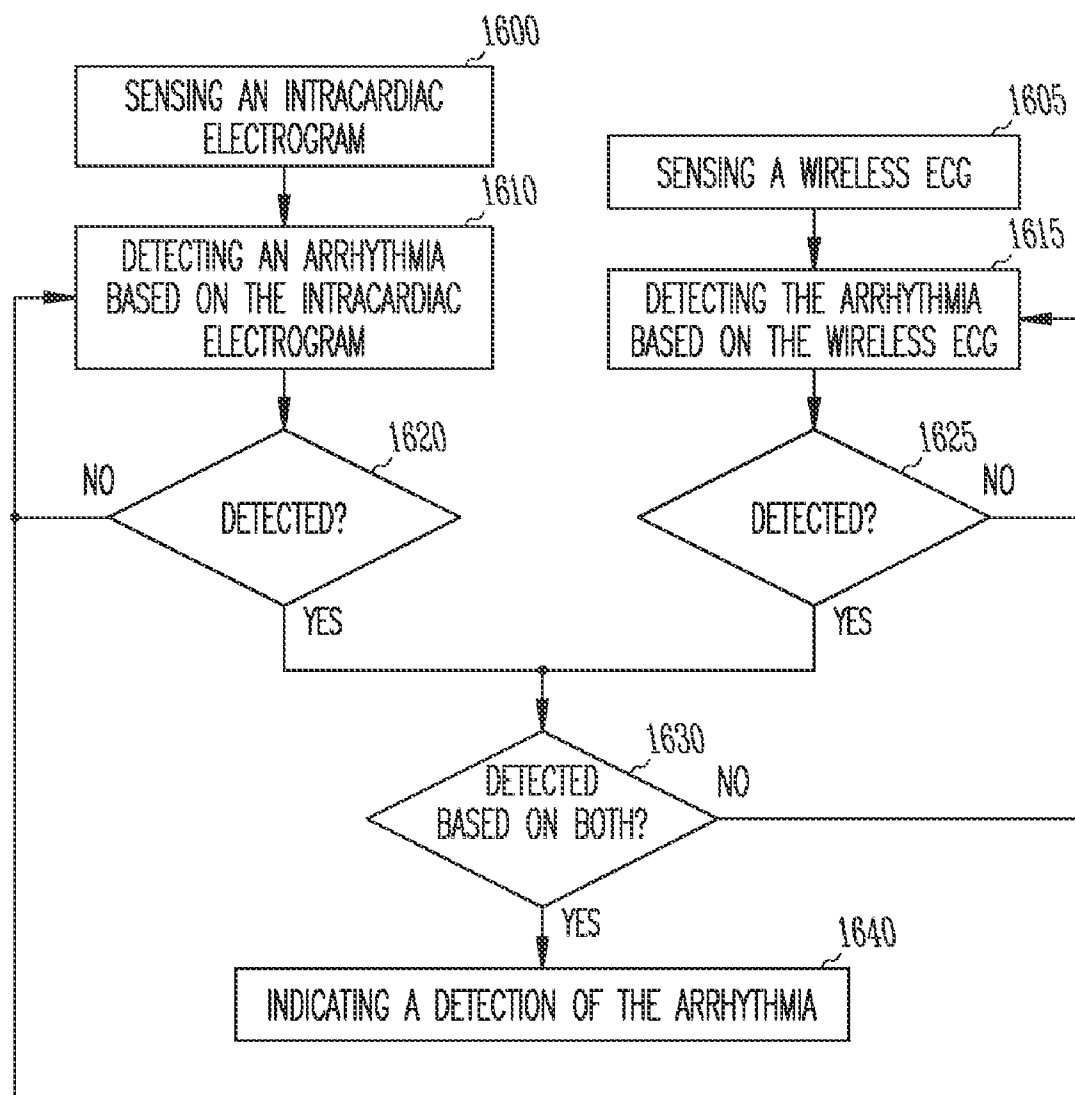 1600
SENSING AN INTRACARDIAC
ELECTROGRAM
1605
SENSING A WIRELESS ECG
1610
DETECTING AN ARRHYTHMIA
BASED ON THE INTRACARDIAC
ELECTROGRAM
1615
DETECTING THE ARRHYTHMIA
BASED ON THE WIRELESS ECG
1620
NO
DETECTED?
YES
1625
NO
DETECTED?
YES
1630
DETECTED
BASED ON BOTH?
NO
YES
1640
INDICATING A DETECTION OF THE ARRHYTHMIA